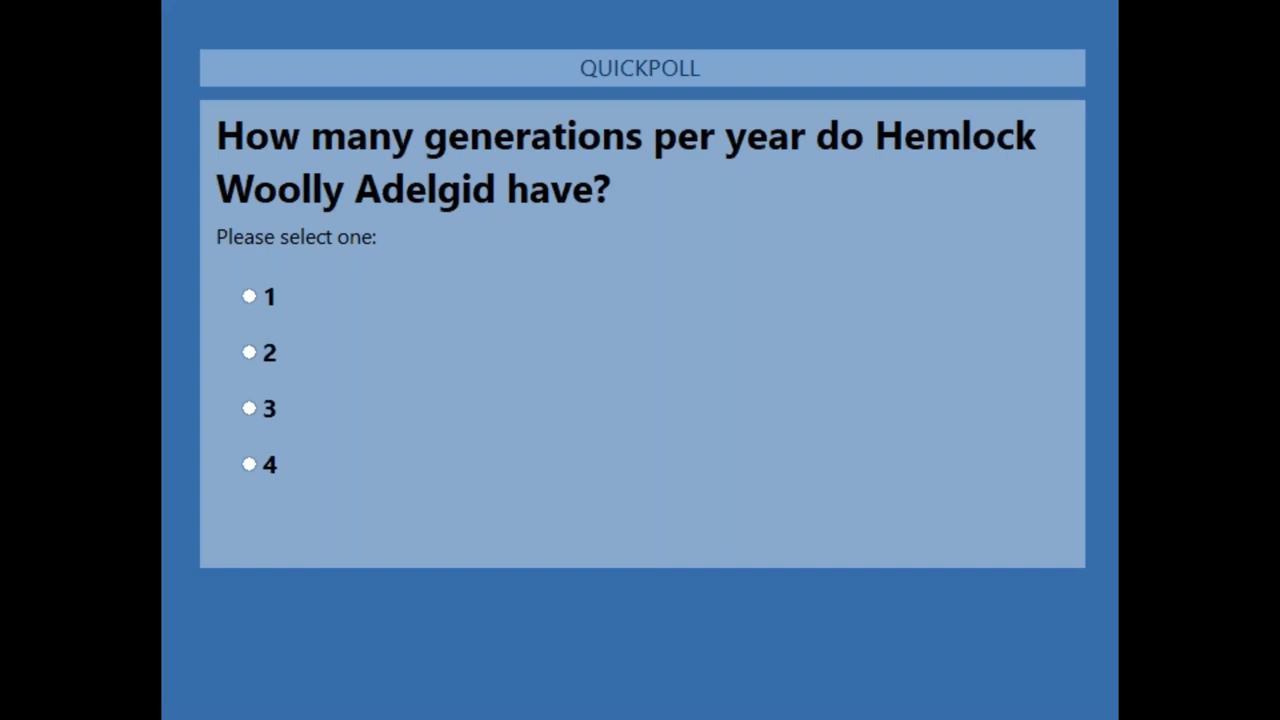 QUICKPOLL
How many generations per year do Hemlock
Woolly Adelgid have?
Please select one:
1
2
3
4